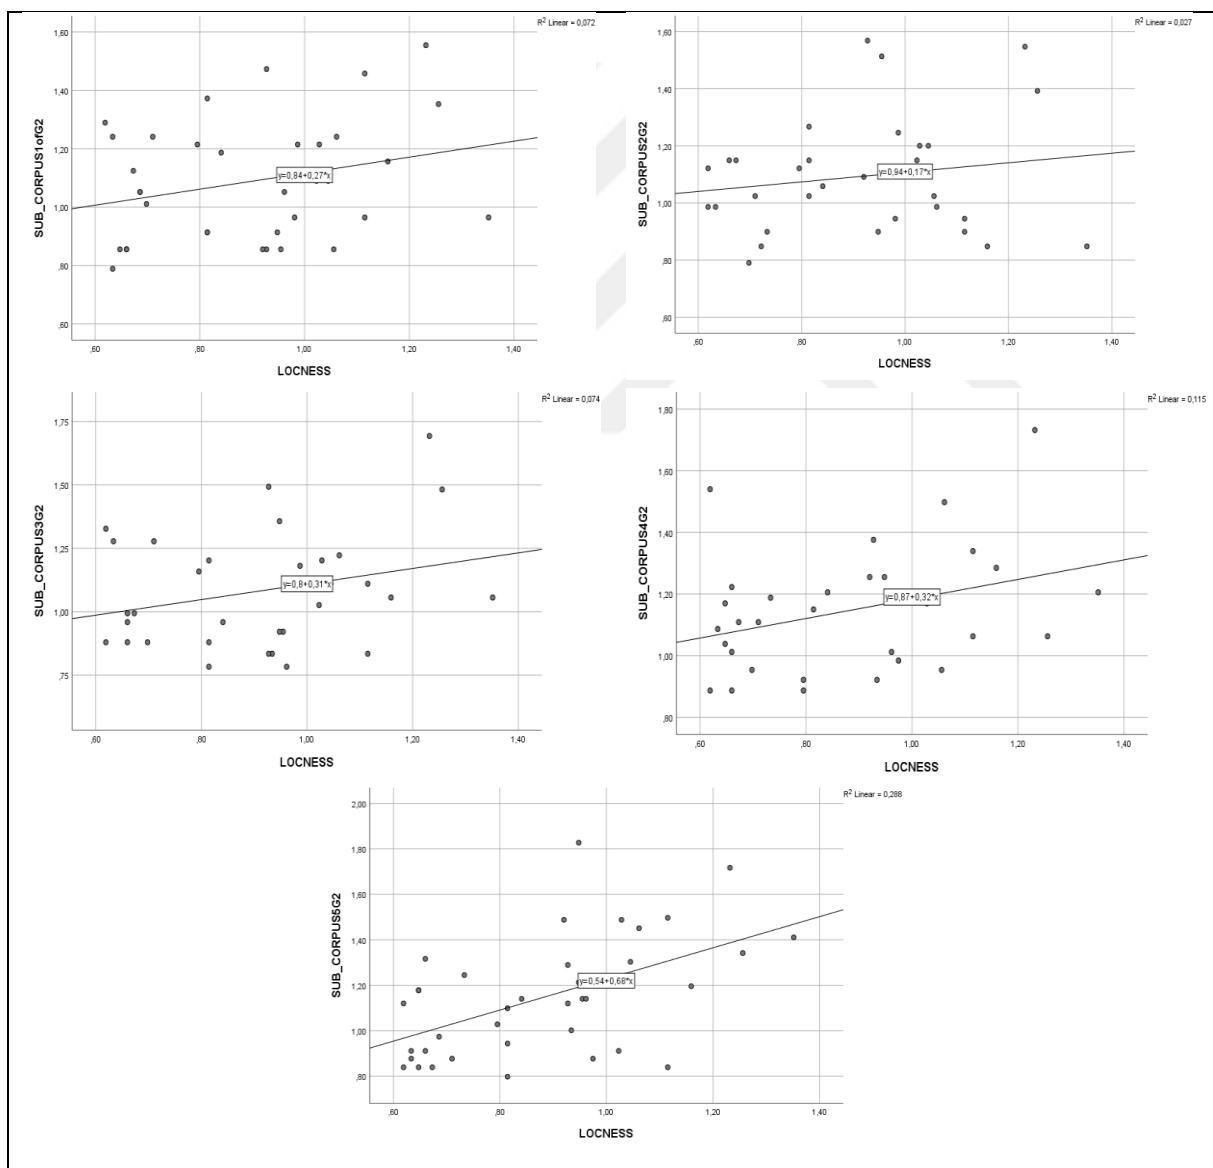 R² Linear = 0,072
1,60
1,40
1,20
1,00
,80
,60
SUB_CORPUS1ofG2
y=0,84+0,27*x
,60 ,80 1,00 1,20 1,40
LOCNESS
R² Linear = 0,027
1,60
1,40
1,20
1,00
,80
,60
SUB_CORPUS2G2
y=0,94+0,17*x
,60 ,80 1,00 1,20 1,40
LOCNESS
R² Linear = 0,074
1,75
1,50
1,25
1,00
,75
SUB_CORPUS3G2
y=0,8+0,31*x
,60 ,80 1,00 1,20 1,40
LOCNESS
R² Linear = 0,115
1,80
1,60
1,40
1,20
1,00
,80
SUB_CORPUS4G2
y=0,87+0,32*x
,60 ,80 1,00 1,20 1,40
LOCNESS
R² Linear = 0,288
2,00
1,80
1,60
1,40
1,20
1,00
,80
SUB_CORPUS5G2
y=0,54+0,68*x
,60 ,80 1,00 1,20 1,40
LOCNESS